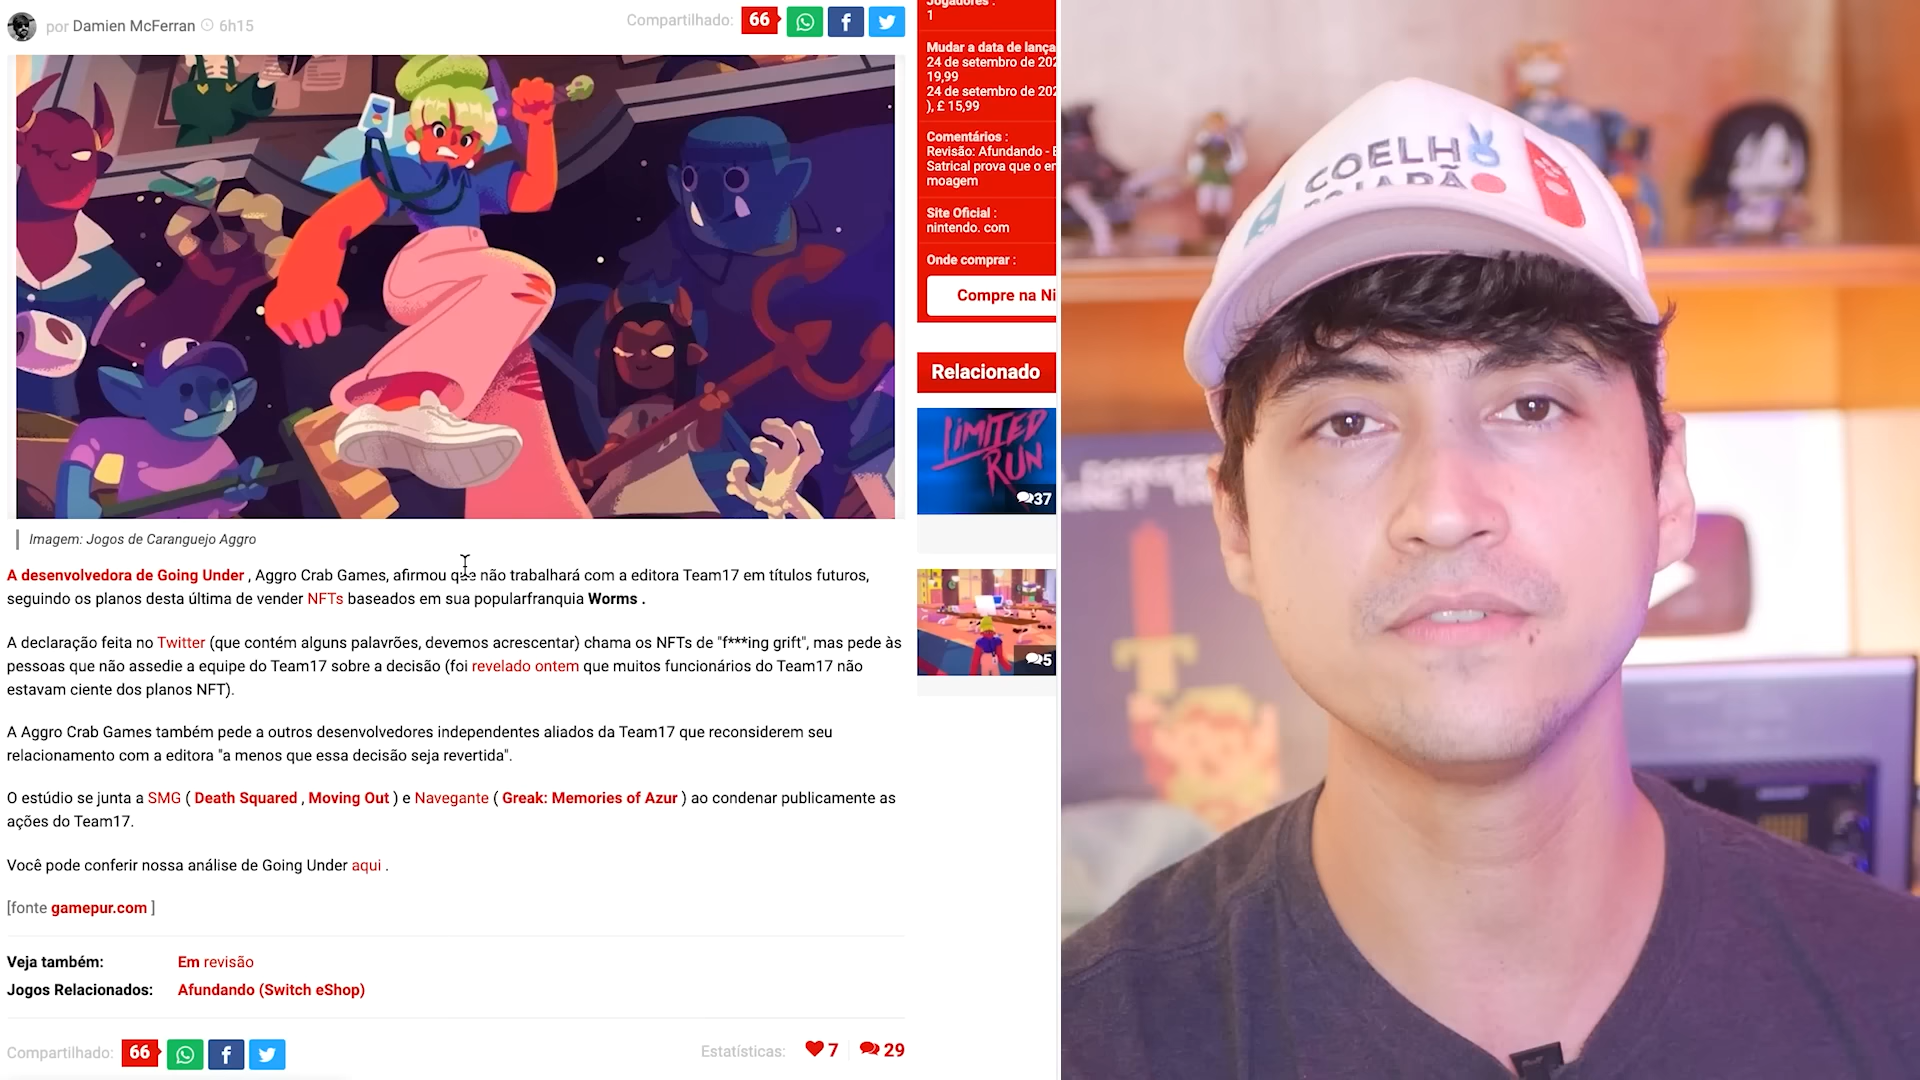 por Damien McFerran 6h15
Compartilhado: 66
Imagem: Jogos de Caranguejo Aggro
A desenvolvedora de Going Under , Aggro Crab Games, afirmou que não trabalhará com a editora Team17 em títulos futuros,
seguindo os planos desta última de vender NFTs baseados em sua popularfranquia Worms .
A declaração feita no Twitter (que contém alguns palavrões, devemos acrescentar) chama os NFTs de "f***ing grift", mas pede às
pessoas que não assedie a equipe do Team17 sobre a decisão (foi revelado ontem que muitos funcionários do Team17 não
estavam ciente dos planos NFT).
A Aggro Crab Games também pede a outros desenvolvedores independentes aliados da Team17 que reconsiderem seu
relacionamento com a editora "a menos que essa decisão seja revertida".
O estúdio se junta a SMG ( Death Squared , Moving Out ) e Navegante ( Greak: Memories of Azur ) ao condenar publicamente as
ações do Team17.
Você pode conferir nossa análise de Going Under aqui .
[fonte gamepur.com ]
Veja também: Em revisão
Jogos Relacionados: Afundando (Switch eShop)
Compartilhado: 66
Estatísticas: 7 29
Jogadores :
1
Mudar a data de lança
24 de setembro de 202
19,99
24 de setembro de 202
), £ 15,99
Comentários :
Revisão: Afundando - E
Satrical prova que o en
moagem
Site Oficial :
nintendo. com
Onde comprar :
Compre na Ni
Relacionado
LIMITED
RUN
37
5
COELH